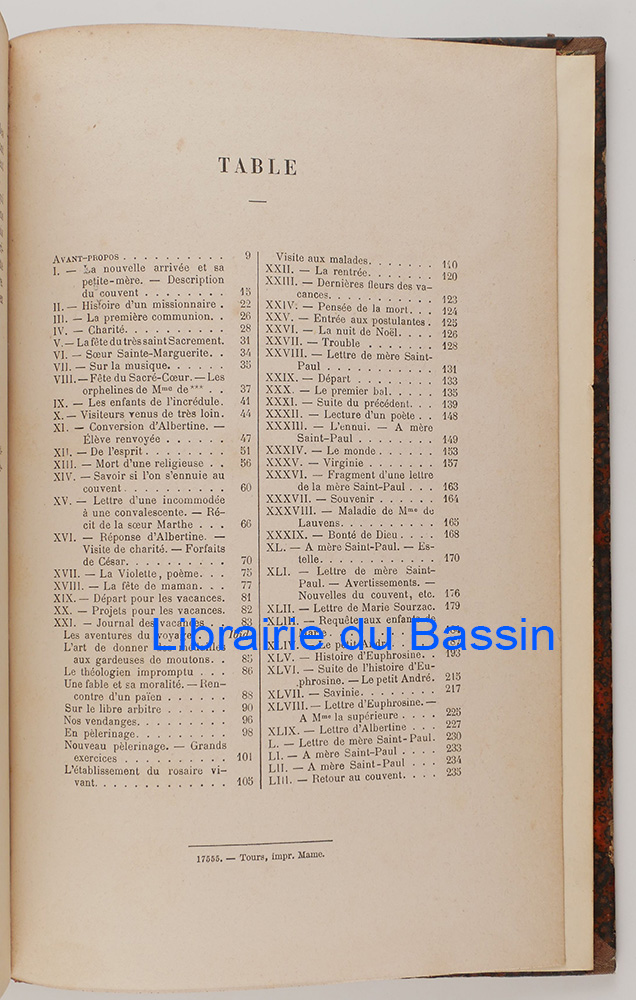 TABLE
AVANT-PROPOS . . . . . . . . . . 9
I. — La nouvelle arrivée et sa
petite-mère. — Description
du couvent . . . . . . . . 15
II. — Histoire d'un missionnaire . 22
III. — La première communion. . 26
IV. — Charité. . . . . . . . . . 28
V. — La fête du très saint Sacrement. 31
VI. — Sœur Sainte-Marguerite. . 34
VII. — Sur la musique. . . . . . 35
VIII. — Fête du Sacré-Cœur. — Les
orphelines de Mme de *** . . 37
IX. — Les enfants de l'incrédule. 41
X. — Visiteurs venus de très loin. 44
XI. — Conversion d'Albertine. —
Élève renvoyée . . . . . . 47
XII. — De l'esprit. . . . . . . . 51
XIII. — Mort d'une religieuse . . 56
XIV. — Savoir si l'on s'ennuie au
couvent. . . . . . . . . . . 60
XV. — Lettre d'une incommodée
à une convalescente. — Ré-
cit de la sœur Marthe . . . 66
XVI. — Réponse d'Albertine. —
Visite de charité. — Forfaits
de César. . . . . . . . . . 70
XVII. — La Violette, poème. . . 75
XVIII. — La fête de maman. . . 77
XIX. — Départ pour les vacances. 81
XX. — Projets pour les vacances. 82
XXI. — Journal des vacances . . 83
Les aventures du
L'art de donner
aux gardeuses de moutons. . 85
Le théologien impromptu . . . 86
Une fable et sa moralité. — Ren-
contre d'un païen . . . . . . 88
Sur le libre arbitre . . . . . . 90
Nos vendanges. . . . . . . . . 96
En pèlerinage. . . . . . . . . . 98
Nouveau pèlerinage. — Grands
exercices . . . . . . . . . . 101
L'établissement du rosaire vi-
vant. . . . . . . . . . . . . 105
Visite aux malades. . . . . . . 110
XXII. — La rentrée. . . . . . . 120
XXIII. — Dernières fleurs des va-
cances. . . . . . . . . . . 123
XXIV. — Pensée de la mort. . . 124
XXV. — Entrée aux postulantes . 125
XXVI. — La nuit de Noël. . . . 126
XXVII. — Trouble . . . . . . . 128
XXVIII. — Lettre de mère Saint-
Paul . . . . . . . . . . . . 131
XXIX. — Départ . . . . . . . . 133
XXX. — Le premier bal. . . . . 135
XXXI. — Suite du précédent. . . 139
XXXII. — Lecture d'un poète . . 148
XXXIII. — L'ennui. — A mère
Saint-Paul . . . . . . . . . 149
XXXIV. — Le monde . . . . . . 153
XXXV. — Virginie . . . . . . . 157
XXXVI. — Fragment d'une lettre
de la mère Saint-Paul . . . 163
XXXVII. — Souvenir . . . . . . 164
XXXVIII. — Maladie de Mme de
Lauvens. . . . . . . . . . . 165
XXXIX. — Bonté de Dieu. . . . 168
XL. — A mère Saint-Paul. — Es-
telle. . . . . . . . . . . . 170
XLI. — Lettre de mère Saint-
Paul. — Avertissements. —
Nouvelles du couvent, etc. 176
XLII. — Lettre de Marie Sourzac. 179
XLIII. — Requête aux enfants de
Librairie du Bassin
XLIV. — Le petit André
XLV. — Histoire d'Euphrosine. . 193
XLVI. — Suite de l'histoire d'Eu-
phrosine. — Le petit André. 215
XLVII. — Savinie. . . . . . . . 217
XLVIII. — Lettre d'Euphrosine. —
A Mme la supérieure . . . . 225
XLIX. — Lettre d'Albertine . . . 227
L. — Lettre de mère Saint-Paul. 230
LI. — A mère Saint-Paul . . . . 233
LII. — A mère Saint-Paul . . . 234
LIII. — Retour au couvent. . . . 235
17555. — Tours, impr. Mame.